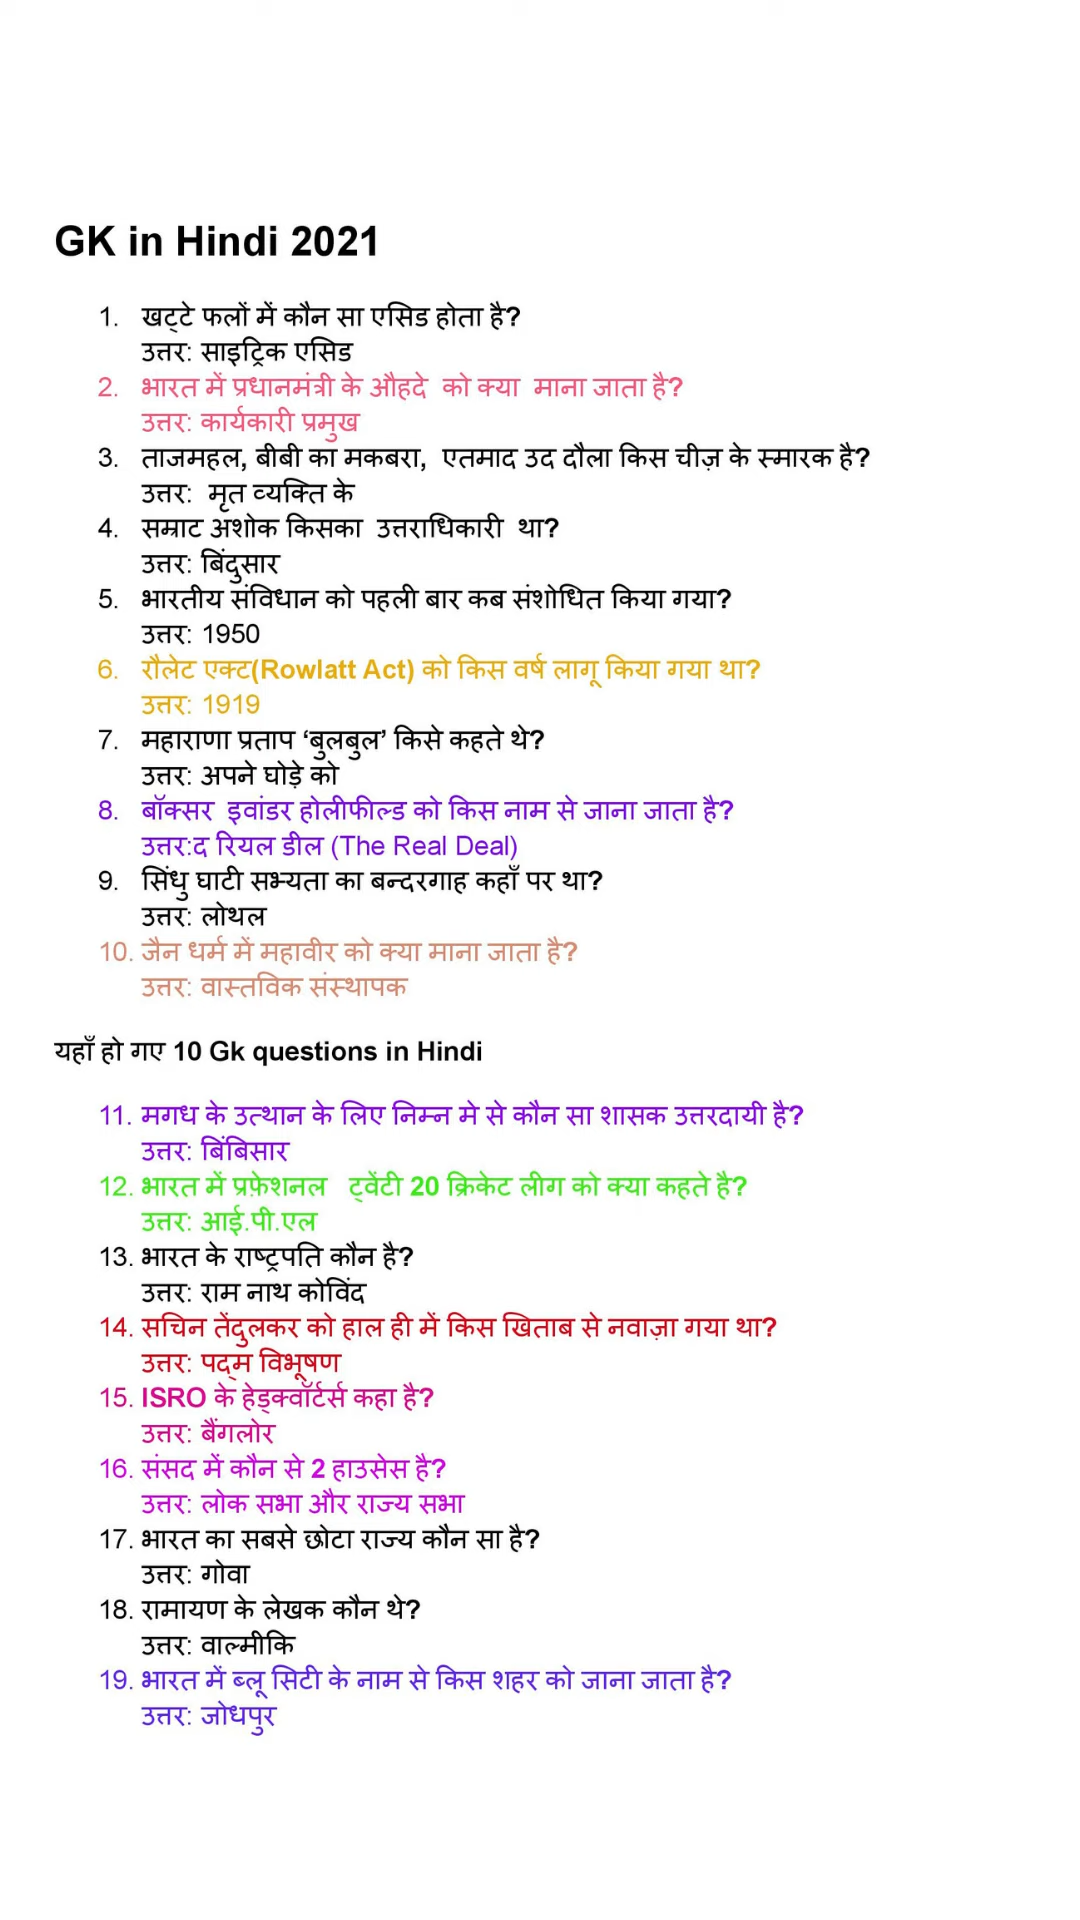 GK in Hindi 2021
1. खट्टे फलों में कौन सा एसिड होता है?
उत्तर: साइट्रिक एसिड
2. भारत में प्रधानमंत्री के औहदे को क्या माना जाता है?
उत्तर: कार्यकारी प्रमुख
3. ताजमहल, बीबी का मकबरा, एतमाद उद दौला किस चीज़ के स्मारक है?
उत्तर: मृत व्यक्ति के
4. सम्राट अशोक किसका उत्तराधिकारी था?
उत्तर: बिंदुसार
5. भारतीय संविधान को पहली बार कब संशोधित किया गया?
उत्तर: 1950
6. रौलेट एक्ट(Rowlatt Act) को किस वर्ष लागू किया गया था?
उत्तर: 1919
7. महाराणा प्रताप ‘बुलबुल’ किसे कहते थे?
उत्तर: अपने घोड़े को
8. बॉक्सर इवांडर होलीफील्ड को किस नाम से जाना जाता है?
उत्तर:द रियल डील (The Real Deal)
9. सिंधु घाटी सभ्यता का बन्दरगाह कहाँ पर था?
उत्तर: लोथल
10. जैन धर्म में महावीर को क्या माना जाता है?
उत्तर: वास्तविक संस्थापक
यहाँ हो गए 10 Gk questions in Hindi
11. मगध के उत्थान के लिए निम्न मे से कौन सा शासक उत्तरदायी है?
उत्तर: बिंबिसार
12. भारत में प्रफ़ेशनल ट्वेंटी 20 क्रिकेट लीग को क्या कहते है?
उत्तर: आई.पी.एल
13. भारत के राष्ट्रपति कौन है?
उत्तर: राम नाथ कोविंद
14. सचिन तेंदुलकर को हाल ही में किस खिताब से नवाज़ा गया था?
उत्तर: पद्म विभूषण
15. ISRO के हेड्क्वॉर्टर्स कहा है?
उत्तर: बैंगलोर
16. संसद में कौन से 2 हाउसेस है?
उत्तर: लोक सभा और राज्य सभा
17. भारत का सबसे छोटा राज्य कौन सा है?
उत्तर: गोवा
18. रामायण के लेखक कौन थे?
उत्तर: वाल्मीकि
19. भारत में ब्लू सिटी के नाम से किस शहर को जाना जाता है?
उत्तर: जोधपुर